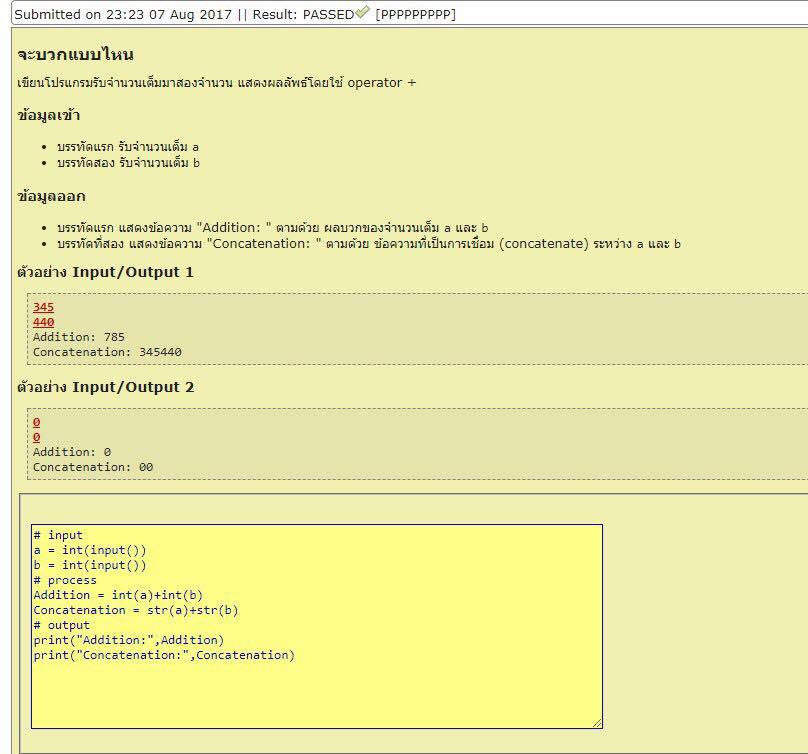 Submitted on 23:23 07 Aug 2017 || Result: PASSED [PPPPPPPPP]
จะบวกแบบไหน
เขียนโปรแกรมรับจำนวนเต็มมาสองจำนวน แสดงผลลัพธ์โดยใช้ operator +
ข้อมูลเข้า
• บรรทัดแรก รับจำนวนเต็ม a
• บรรทัดสอง รับจำนวนเต็ม b
ข้อมูลออก
• บรรทัดแรก แสดงข้อความ "Addition: " ตามด้วย ผลบวกของจำนวนเต็ม a และ b
• บรรทัดที่สอง แสดงข้อความ "Concatenation: " ตามด้วย ข้อความที่เป็นการเชื่อม (concatenate) ระหว่าง a และ b
ตัวอย่าง Input/Output 1
345
440
Addition: 785
Concatenation: 345440
ตัวอย่าง Input/Output 2
0
0
Addition: 0
Concatenation: 00
# input
a = int(input())
b = int(input())
# process
Addition = int(a)+int(b)
Concatenation = str(a)+str(b)
# output
print("Addition:",Addition)
print("Concatenation:",Concatenation)